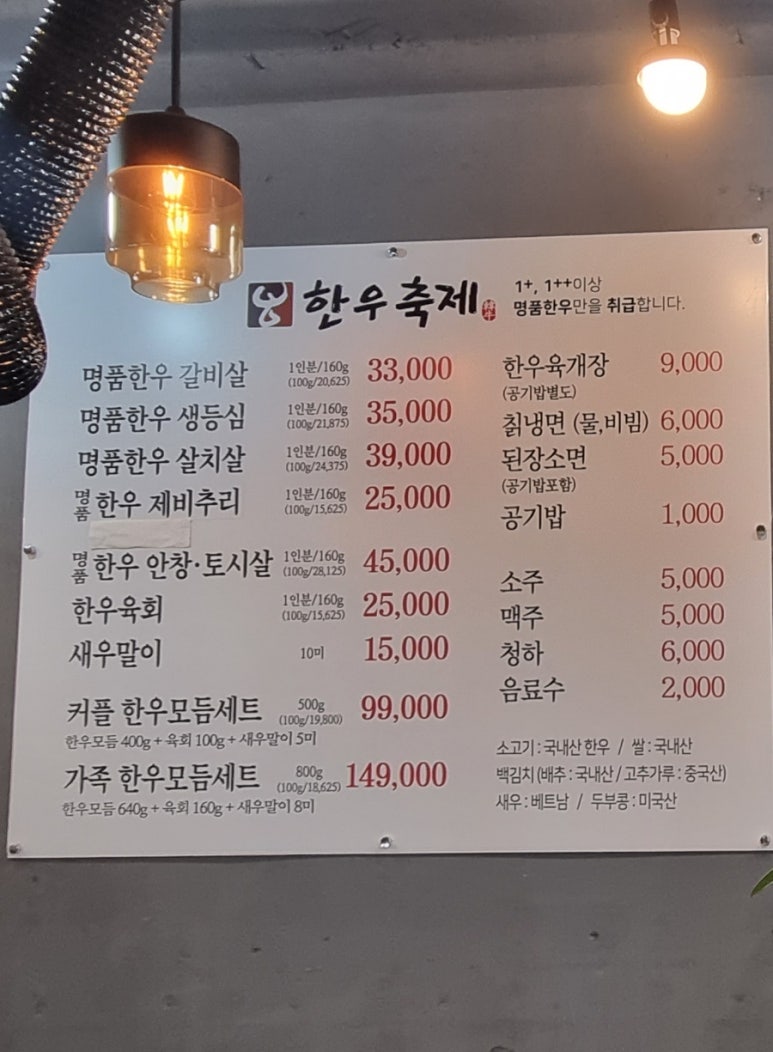 한우축제
1+, 1++이상
명품한우만을 취급합니다.
명품한우 갈비살 1인분/160g (100g/20,625) 33,000
명품한우 생등심 1인분/160g (100g/21,875) 35,000
명품한우 살치살 1인분/160g (100g/24,375) 39,000
명품 한우 제비추리 1인분/160g (100g/15,625) 25,000
명품 한우 안창·토시살 1인분/160g (100g/28,125) 45,000
한우육회 1인분/160g (100g/15,625) 25,000
새우말이 10미 15,000
커플 한우모듬세트 500g (100g/19,800) 99,000
한우모듬 400g + 육회 100g + 새우말이 5미
가족 한우모듬세트 800g (100g/18,625) 149,000
한우모듬 640g + 육회 160g + 새우말이 8미
한우육개장 9,000
(공기밥별도)
칡냉면 (물,비빔) 6,000
된장소면 5,000
(공기밥포함)
공기밥 1,000
소주 5,000
맥주 5,000
청하 6,000
음료수 2,000
소고기 : 국내산 한우 / 쌀 : 국내산
백김치 (배추 : 국내산 / 고추가루 : 중국산)
새우 : 베트남 / 두부콩 : 미국산